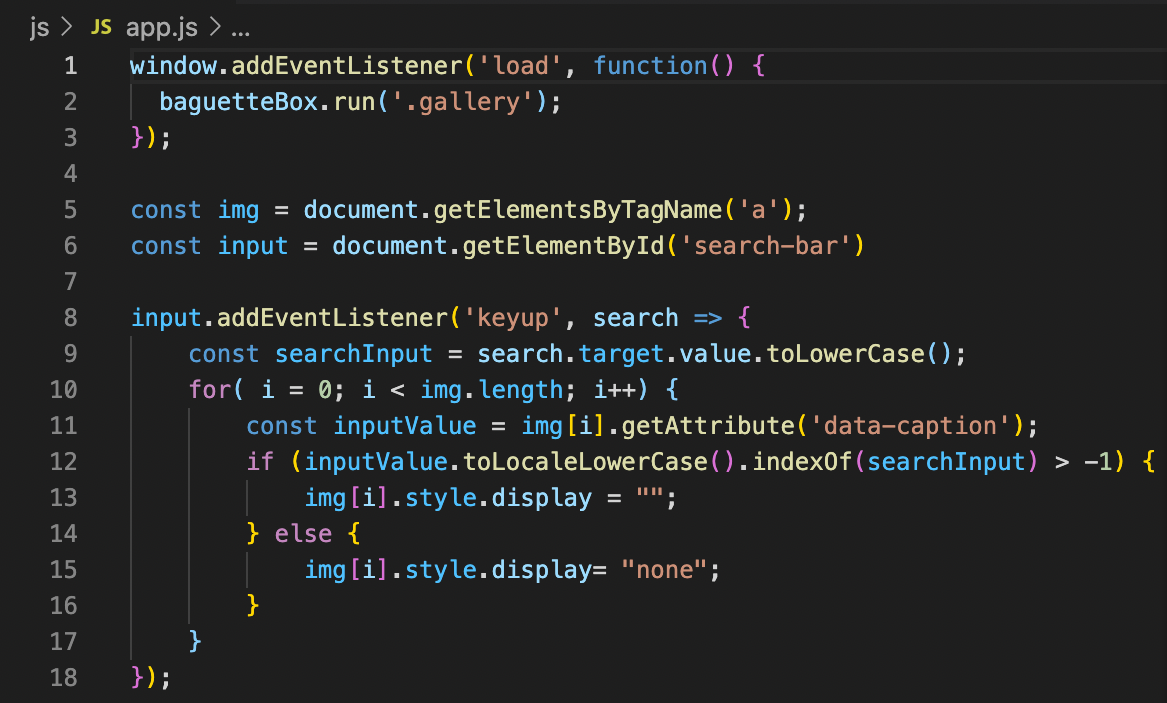 js > JS app.js > ...
1 window.addEventListener('load', function() {
2   baguetteBox.run('.gallery');
3 });
4
5 const img = document.getElementsByTagName('a');
6 const input = document.getElementById('search-bar')
7
8 input.addEventListener('keyup', search => {
9     const searchInput = search.target.value.toLowerCase();
10     for( i = 0; i < img.length; i++) {
11         const inputValue = img[i].getAttribute('data-caption');
12         if (inputValue.toLocaleLowerCase().indexOf(searchInput) > -1) {
13             img[i].style.display = "";
14         } else {
15             img[i].style.display= "none";
16         }
17     }
18 });